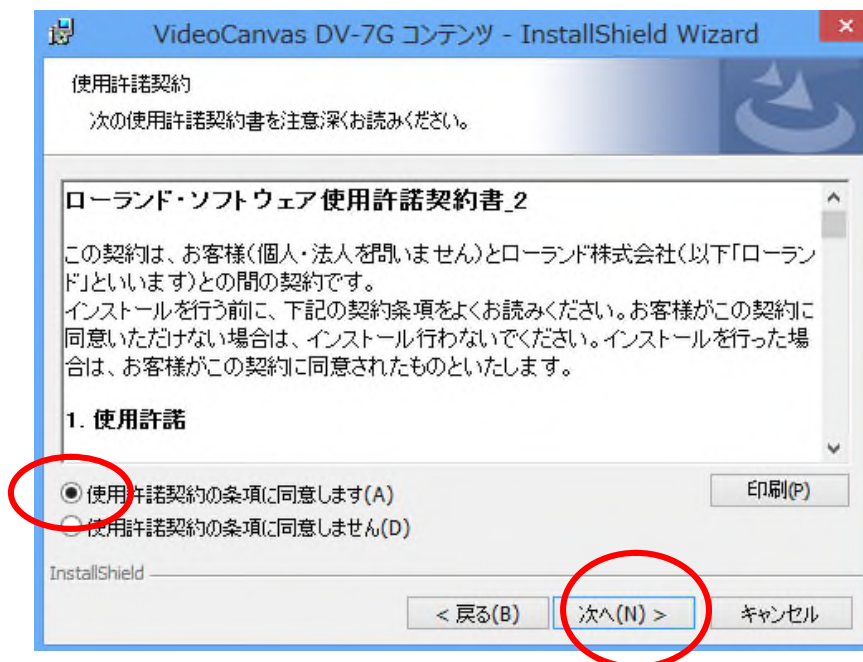 VideoCanvas DV-7G コンテンツ - InstallShield Wizard
使用許諾契約
次の使用許諾契約書を注意深くお読みください。
ローランド・ソフトウェア使用許諾契約書_2
この契約は、お客様(個人・法人を問いません)とローランド株式会社(以下「ローラン
ド」といいます)との間の契約です。
インストールを行う前に、下記の契約条項をよくお読みください。お客様がこの契約に
同意いただけない場合は、インストール行わないでください。インストールを行った場
合は、お客様がこの契約に同意されたものといたします。
1. 使用許諾
使用許諾契約の条項に同意します(A)
印刷(P)
使用許諾契約の条項に同意しません(D)
InstallShield
< 戻る(B)
次へ(N) >
キャンセル